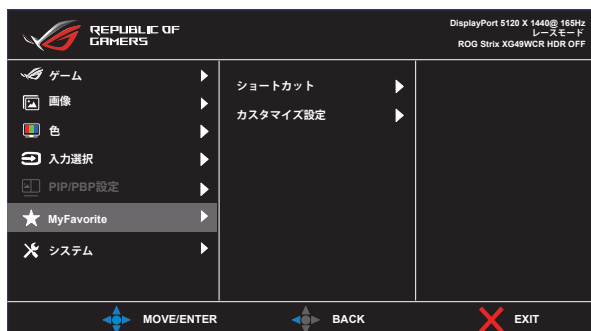 REPUBLIC OF
GAMERS
DisplayPort 5120 X 1440@ 165Hz
レースモード
ROG Strix XG49WCR HDR OFF
ゲーム
画像
色
入力選択
PIP/PBP設定
MyFavorite
システム
ショートカット
カスタマイズ設定
MOVE/ENTER
BACK
EXIT